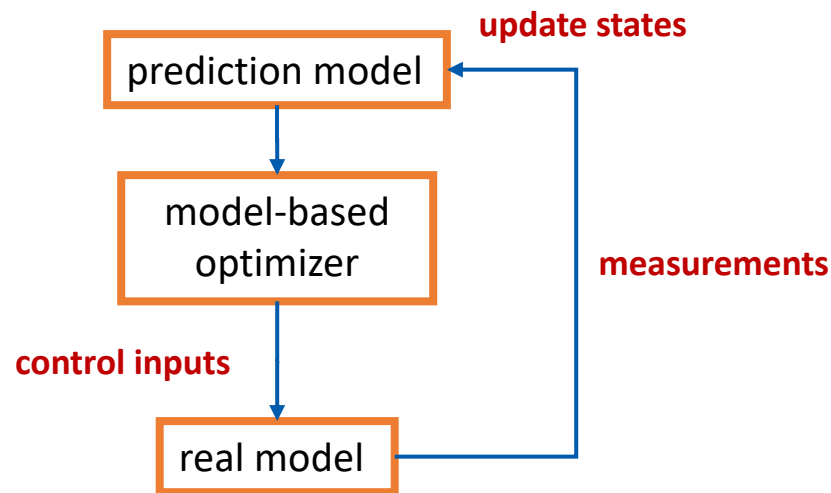 update states
prediction model
model-based
optimizer
measurements
control inputs
real model